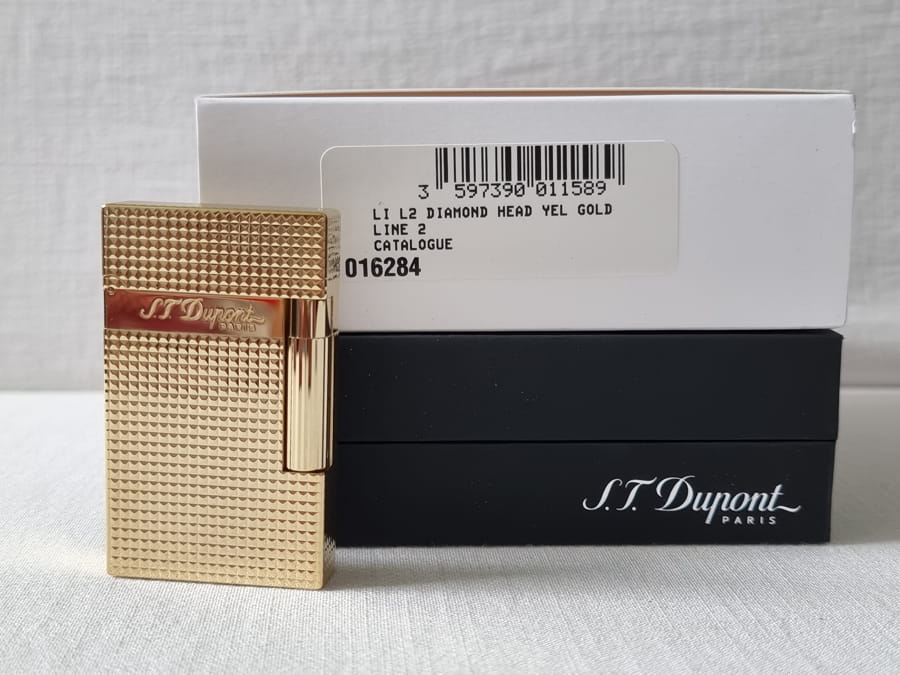 3 597390 011589
LI L2 DIAMOND HEAD YEL GOLD
LINE 2
CATALOGUE
016284
S.T. Dupont
PARIS
S.T. Dupont
PARIS